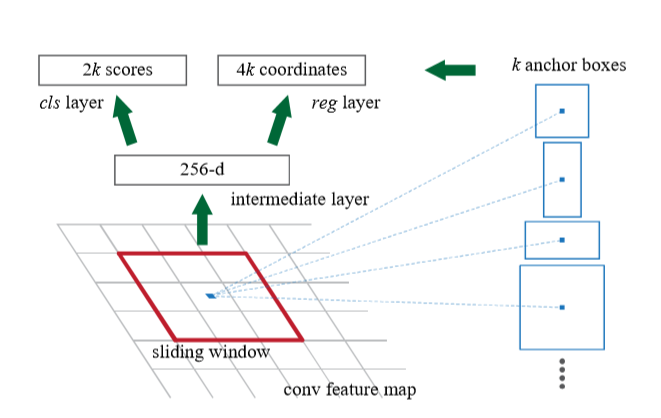 k anchor boxes
2k scores
4k coordinates
cls layer
reg layer
256-d
intermediate layer
sliding window
conv feature map